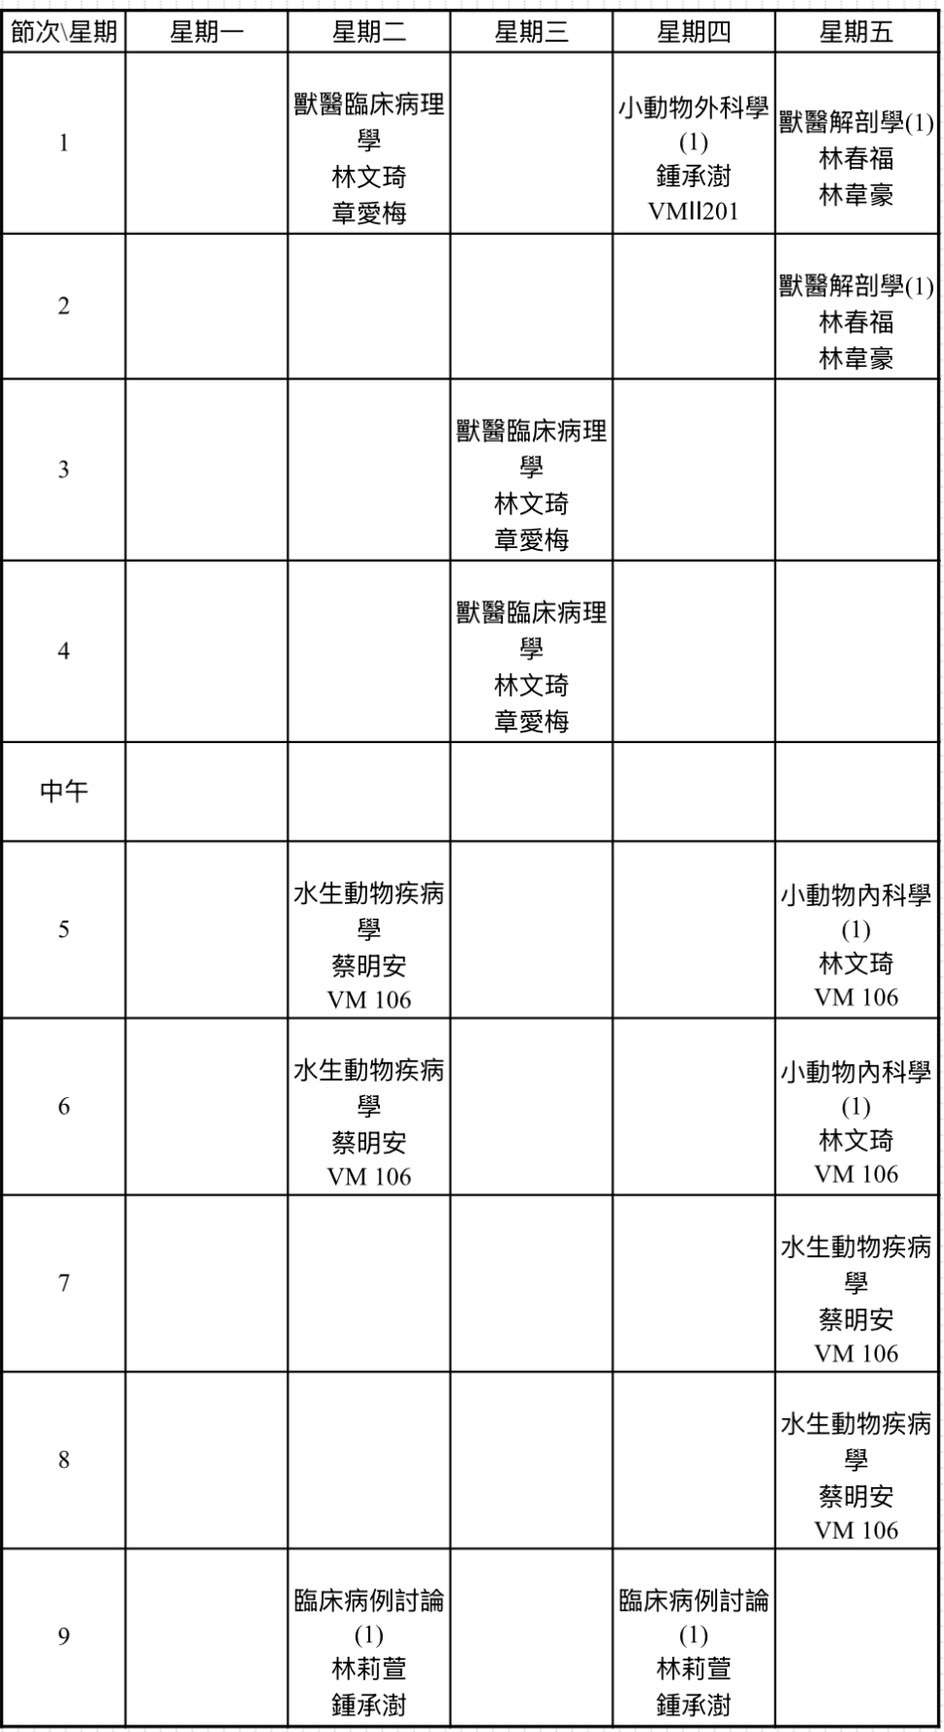 節次\星期 星期一 星期二 星期三 星期四 星期五
1
獸醫臨床病理
學
林文琦
章愛梅
小動物外科學
(1)
鍾承澍
VMII201
獸醫解剖學(1)
林春福
林韋豪
2
獸醫解剖學(1)
林春福
林韋豪
3
獸醫臨床病理
學
林文琦
章愛梅
4
獸醫臨床病理
學
林文琦
章愛梅
中午
5
水生動物疾病
學
蔡明安
VM 106
小動物內科學
(1)
林文琦
VM 106
6
水生動物疾病
學
蔡明安
VM 106
小動物內科學
(1)
林文琦
VM 106
7
水生動物疾病
學
蔡明安
VM 106
8
水生動物疾病
學
蔡明安
VM 106
9
臨床病例討論
(1)
林莉萱
鍾承澍
臨床病例討論
(1)
林莉萱
鍾承澍